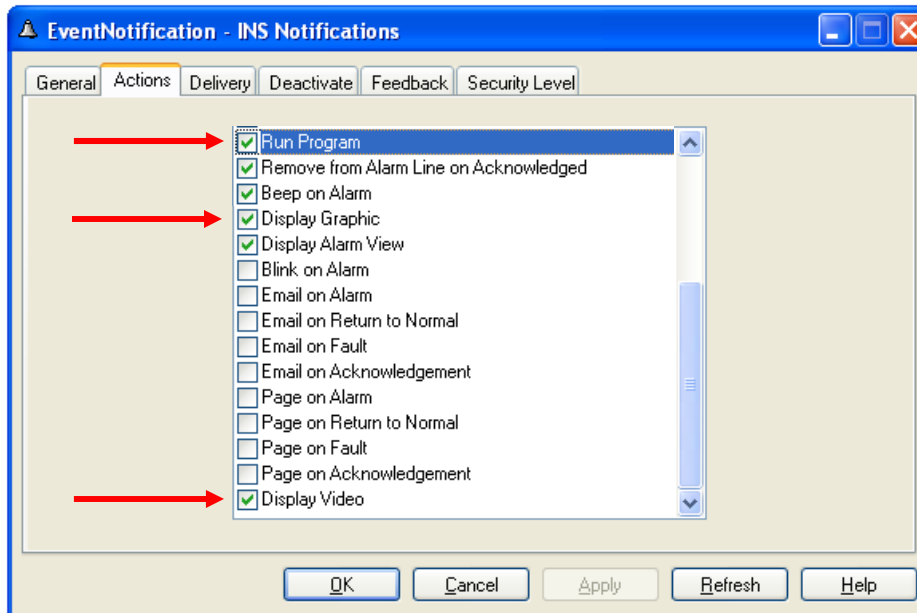 EventNotification - INS Notifications
General Actions Delivery Deactivate Feedback Security Level
Run Program
Remove from Alarm Line on Acknowledged
Beep on Alarm
Display Graphic
Display Alarm View
Blink on Alarm
Email on Alarm
Email on Return to Normal
Email on Fault
Email on Acknowledgement
Page on Alarm
Page on Return to Normal
Page on Fault
Page on Acknowledgement
Display Video
OK Cancel Apply Refresh Help